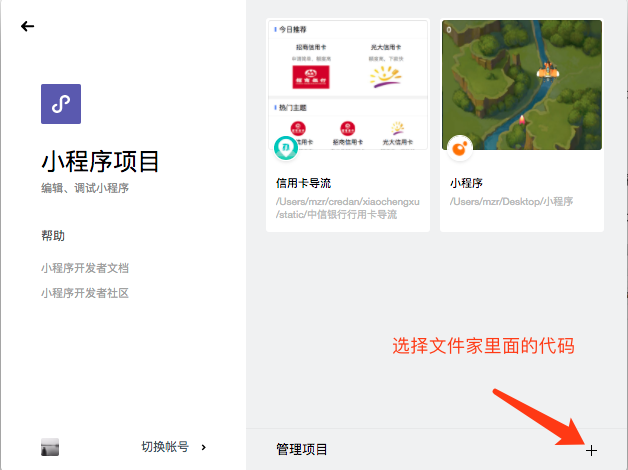 小程序项目
编辑、调试小程序
帮助
小程序开发者文档
小程序开发者社区
切换帐号
今日推荐
招商信用卡
光大信用卡
热门主题
信用卡
招商信用卡
光大信用卡
信用卡导流
/Users/mzr/credan/xiaochengxu
/static/中信银行行用卡导流
0
小程序
/Users/mzr/Desktop/小程序
选择文件家里面的代码
管理项目